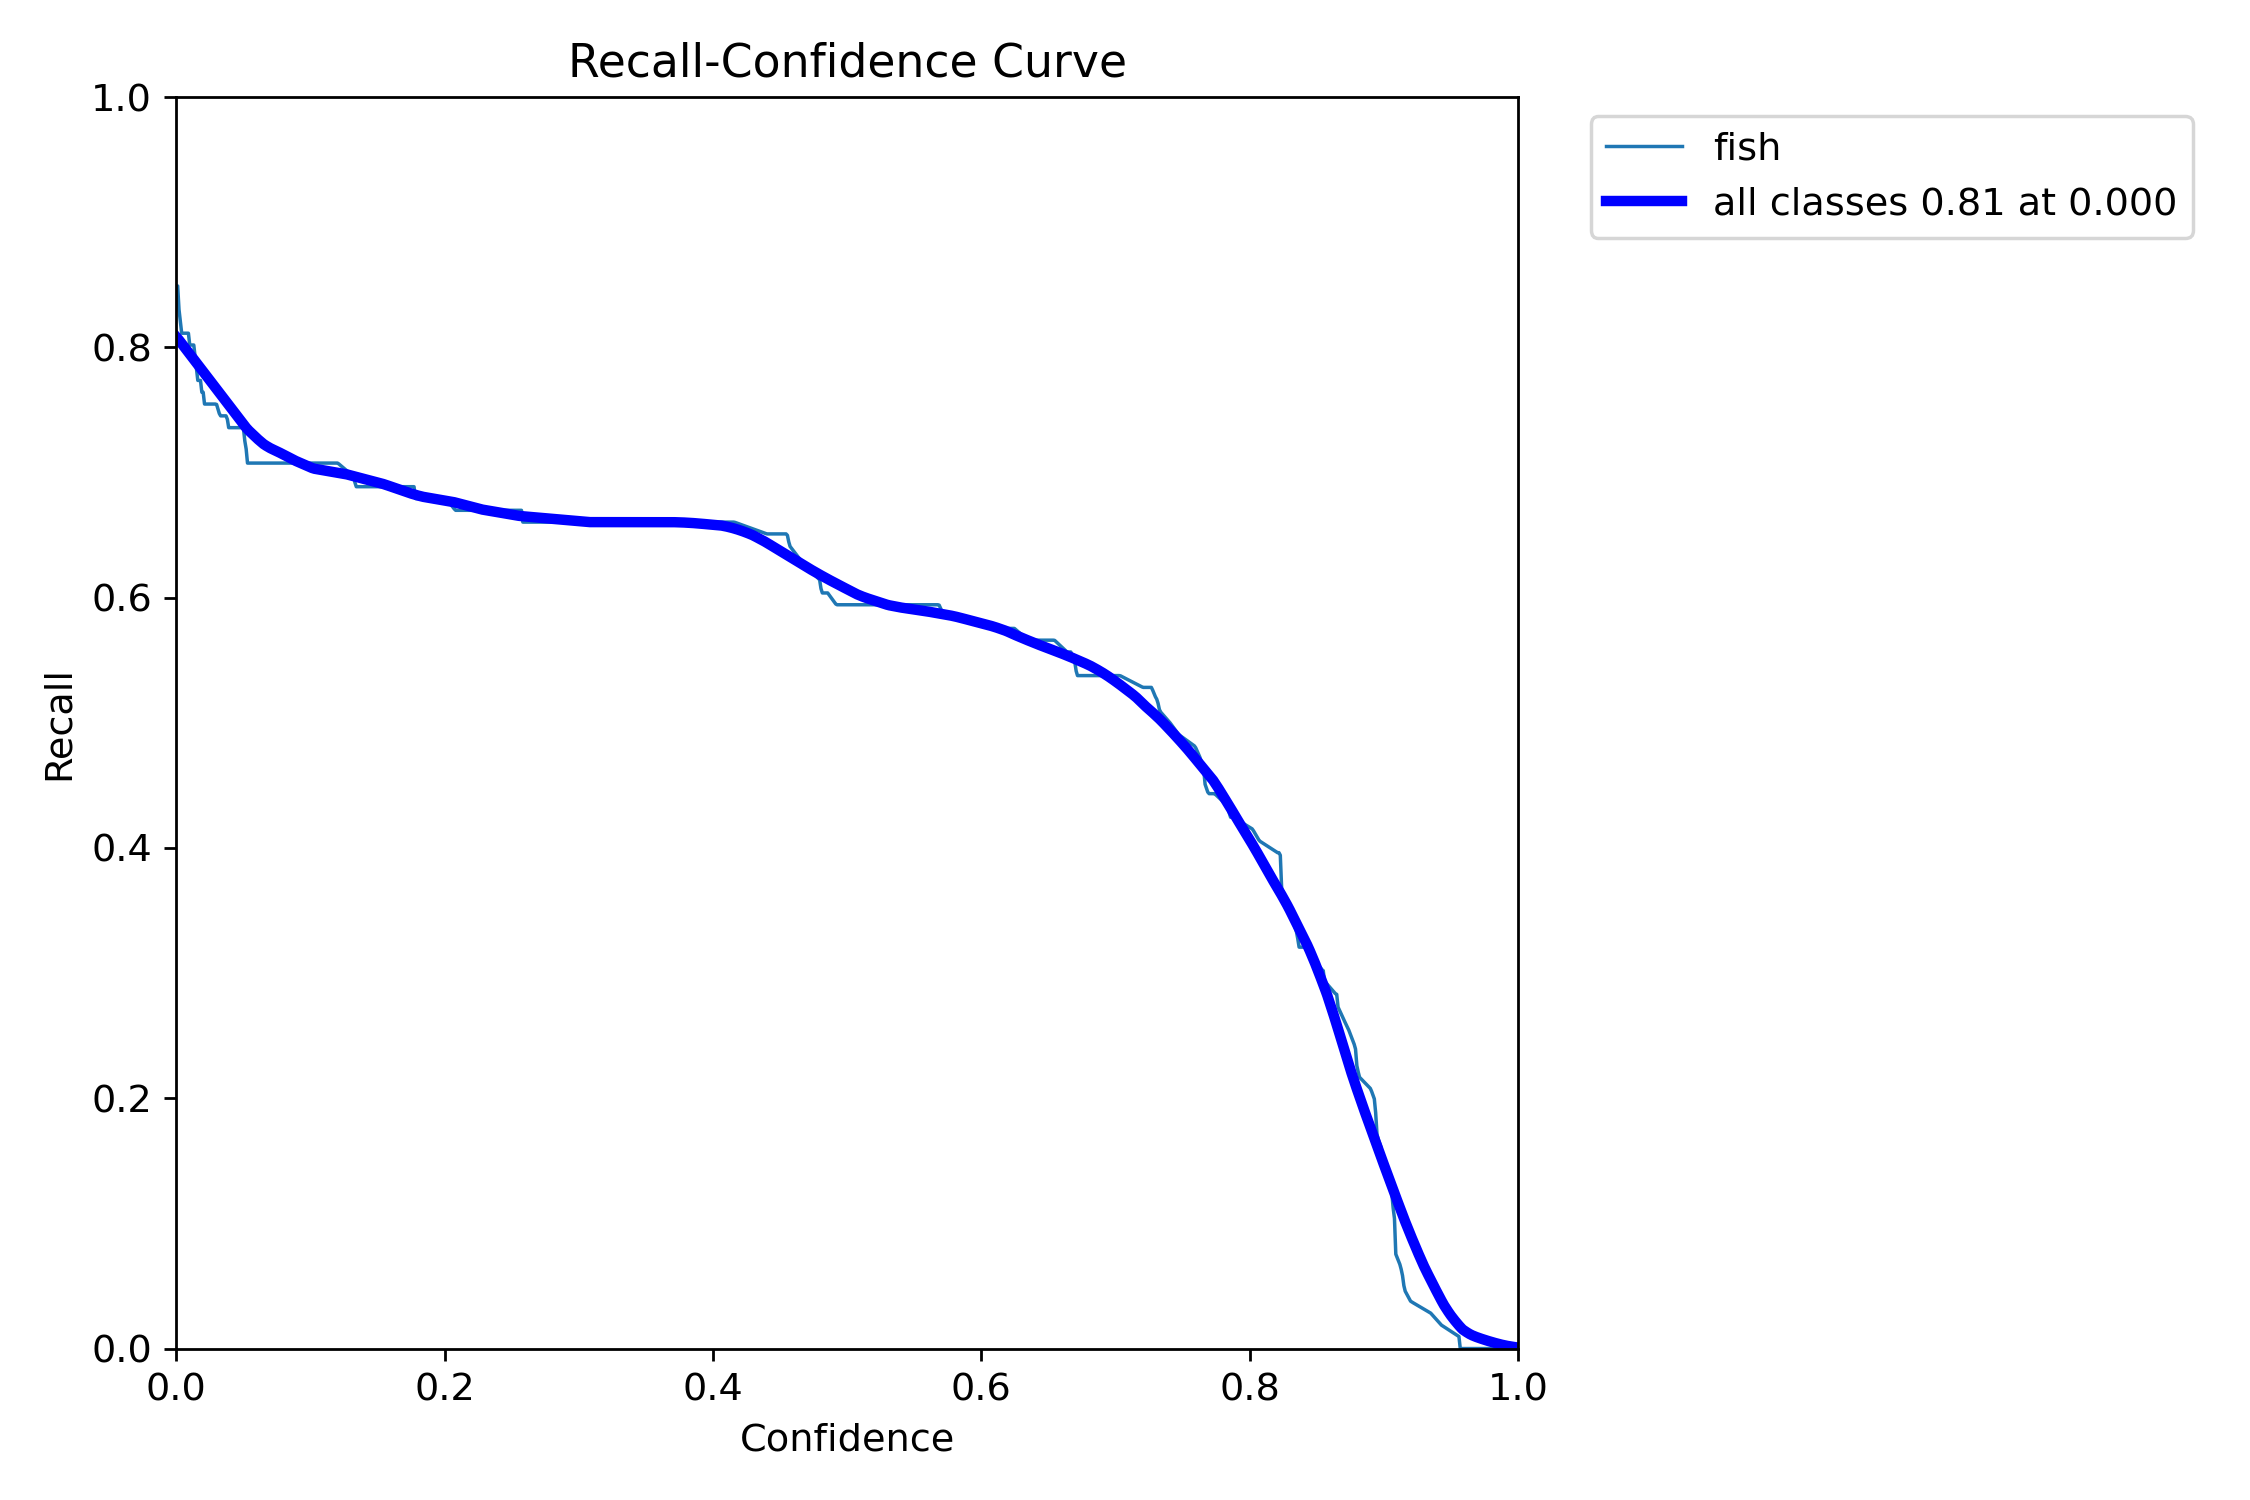 Recall-Confidence Curve
1.0
0.8
0.6
0.4
0.2
0.0
Recall
0.0 0.2 0.4 0.6 0.8 1.0
Confidence
fish
all classes 0.81 at 0.000